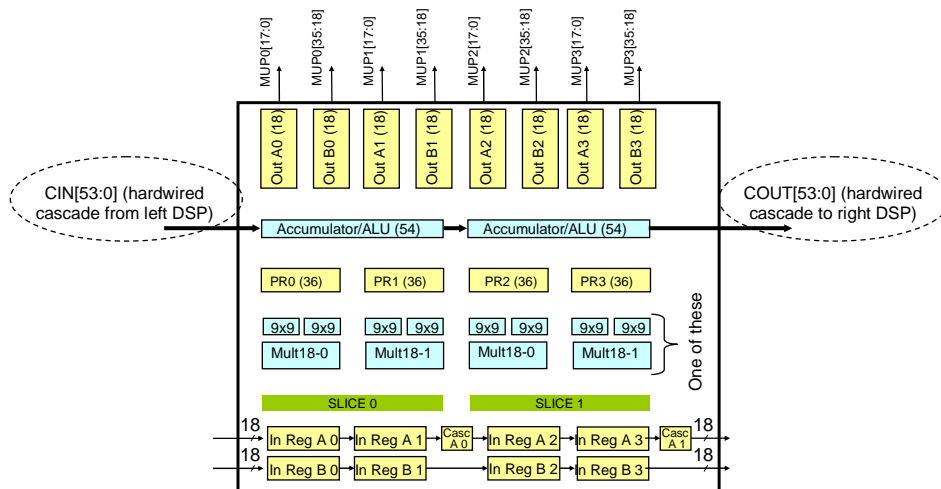 MUP0[17:0]
MUP0[35:18]
MUP1[17:0]
MUP1[35:18]
MUP2[17:0]
MUP2[35:18]
MUP3[17:0]
MUP3[35:18]
Out A0 (18)
Out B0 (18)
Out A1 (18)
Out B1 (18)
Out A2 (18)
Out B2 (18)
Out A3 (18)
Out B3 (18)
CIN[53:0] (hardwired
cascade from left DSP)
COUT[53:0] (hardwired
cascade to right DSP)
Accumulator/ALU (54)
Accumulator/ALU (54)
PR0 (36)
PR1 (36)
PR2 (36)
PR3 (36)
9x9
9x9
9x9
9x9
9x9
9x9
9x9
9x9
Mult18-0
Mult18-1
Mult18-0
Mult18-1
One of these
SLICE 0
SLICE 1
18
In Reg A 0
In Reg A 1
Casc
A 0
In Reg A 2
In Reg A 3
Casc
A 1
18
18
In Reg B 0
In Reg B 1
In Reg B 2
In Reg B 3
18